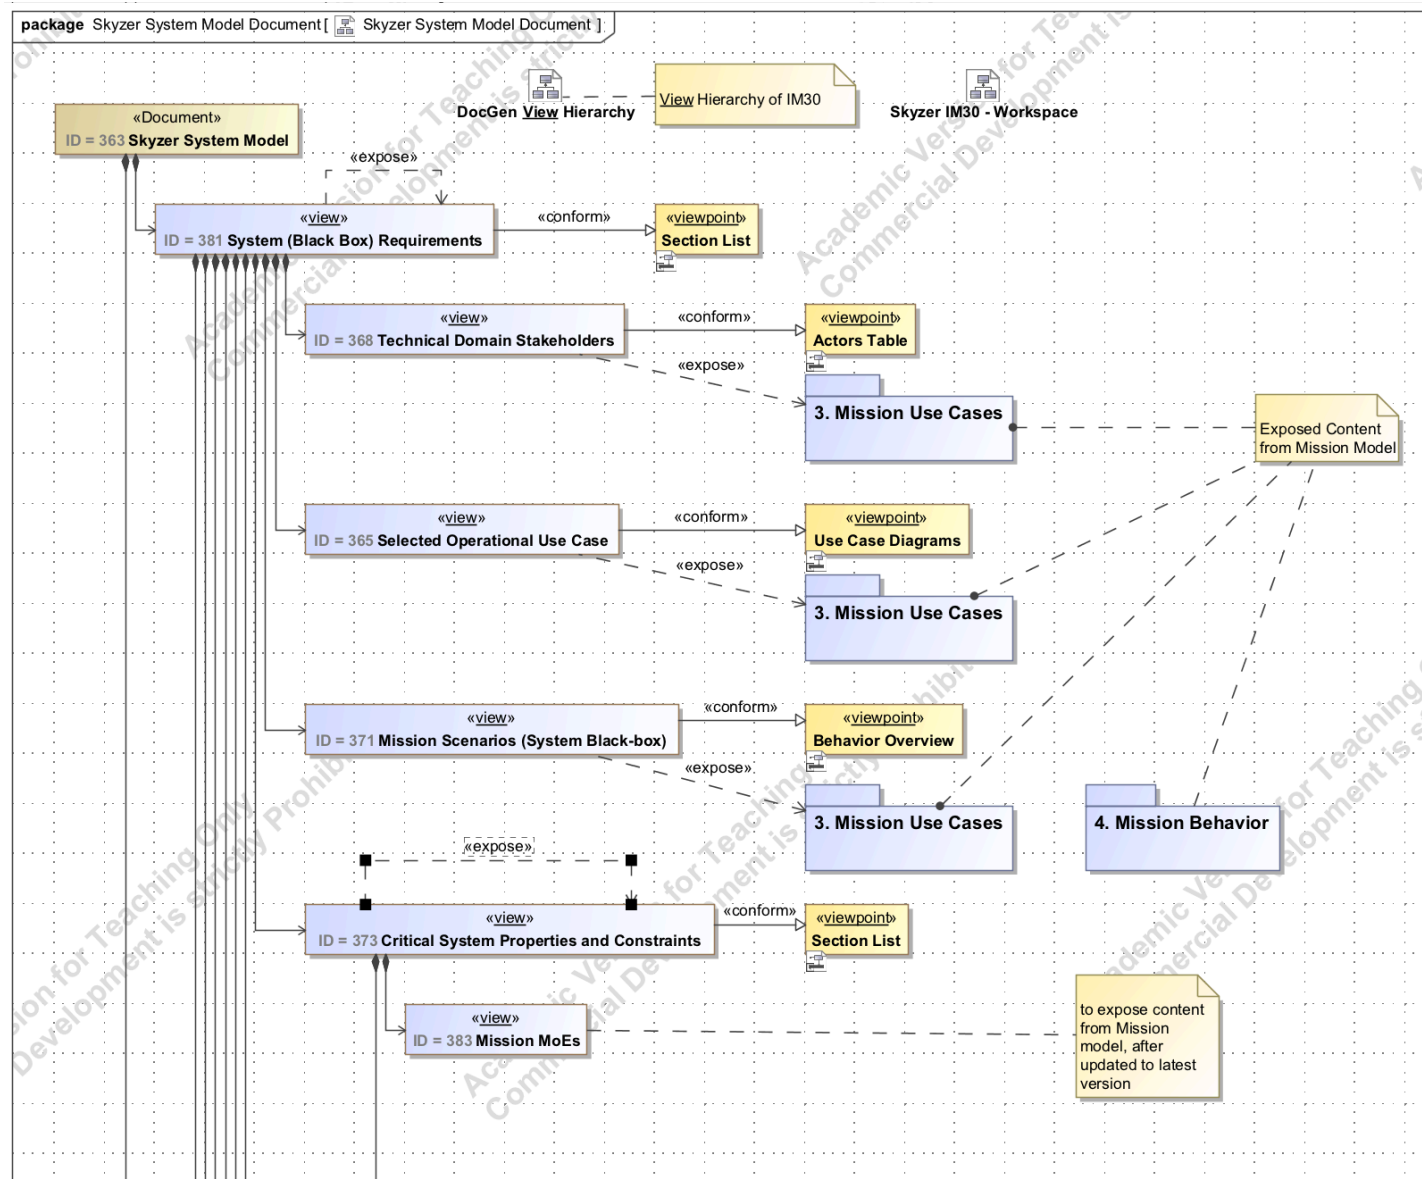 package Skyzer System Model Document [ Skyzer System Model Document ]
DocGen View Hierarchy
View Hierarchy of IM30
Skyzer IM30 - Workspace
«Document»
ID = 363 Skyzer System Model
«expose»
«view»
ID = 381 System (Black Box) Requirements
«conform»
«viewpoint»
Section List
«view»
ID = 368 Technical Domain Stakeholders
«conform»
«viewpoint»
Actors Table
«expose»
3. Mission Use Cases
Exposed Content
from Mission Model
«view»
ID = 365 Selected Operational Use Case
«conform»
«viewpoint»
Use Case Diagrams
«expose»
3. Mission Use Cases
«view»
ID = 371 Mission Scenarios (System Black-box)
«conform»
«viewpoint»
Behavior Overview
«expose»
3. Mission Use Cases
4. Mission Behavior
«expose»
«view»
ID = 373 Critical System Properties and Constraints
«conform»
«viewpoint»
Section List
«view»
ID = 383 Mission MoEs
to expose content
from Mission
model, after
updated to latest
version